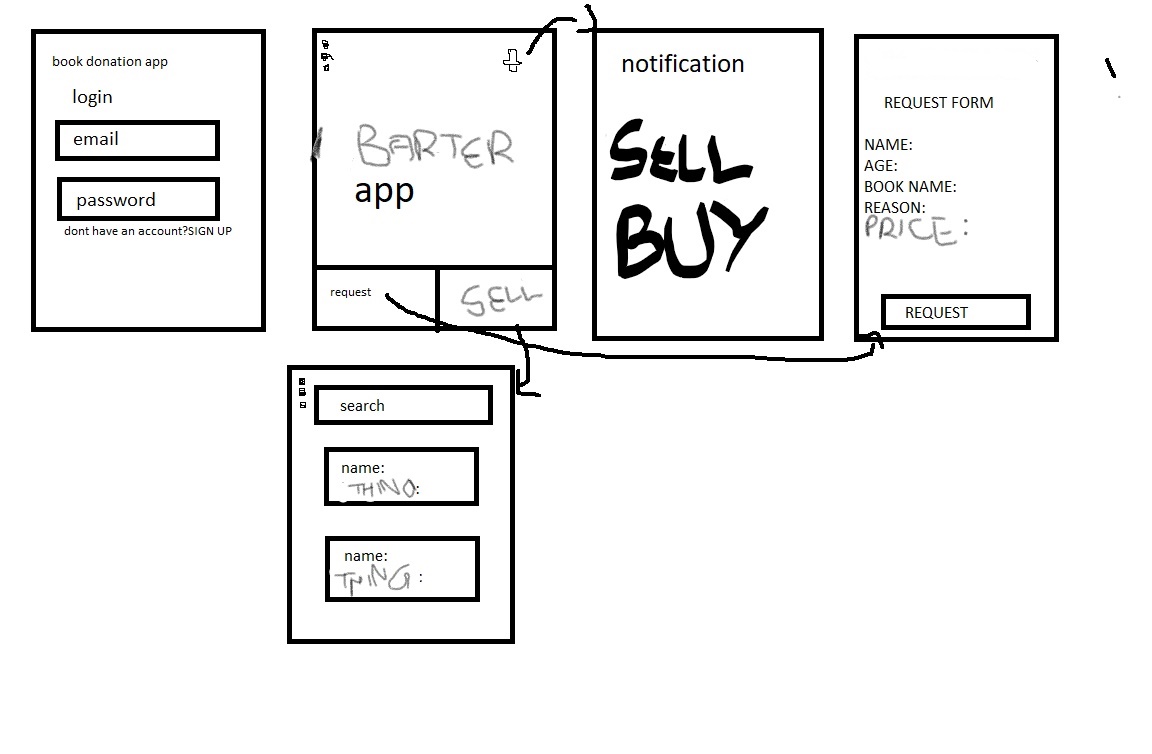 book donation app
login
email
password
dont have an account?SIGN UP
BARTER
app
request
SELL
notification
SELL
BUY
REQUEST FORM
NAME:
AGE:
BOOK NAME:
REASON:
PRICE:
REQUEST
search
name:
THING:
name:
THING :